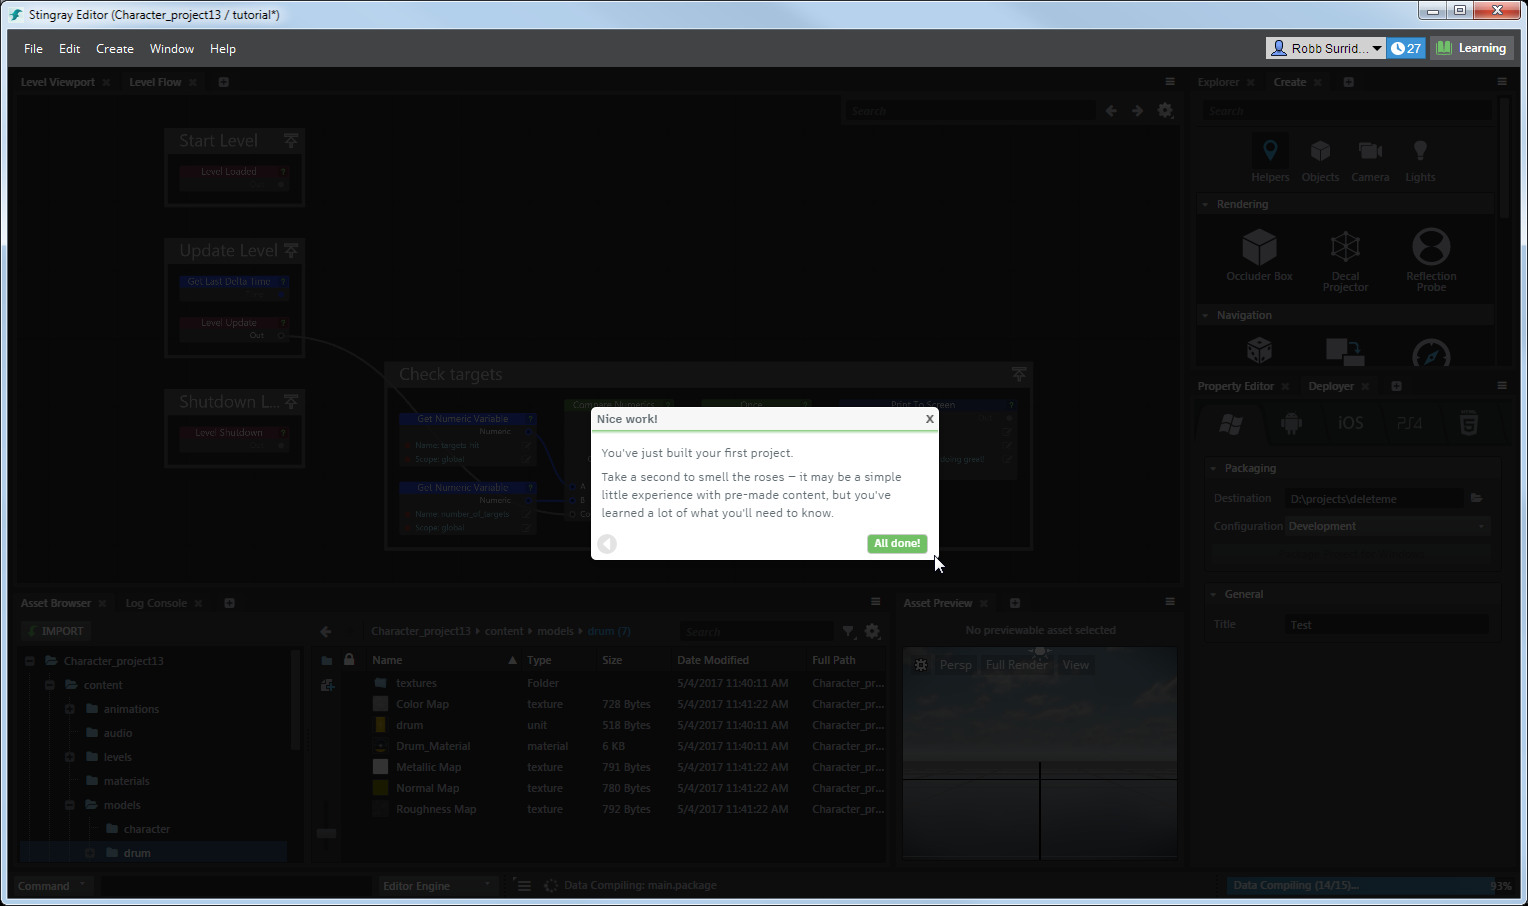 Stingray Editor (Character_project13 / tutorial*)
File Edit Create Window Help
Robb Surrid... 27 Learning
Level Viewport Level Flow
Search
Start Level
Level Loaded ?
Update Level
Get Last Delta Time ?
Level Update ?
Out
Shutdown L...
Level Shutdown ?
Check targets
Compare Numerics ?
Once ?
Print To Screen ?
Get Numeric Variable ?
Numeric
Name: targets_hit
Scope: global
Get Numeric Variable ?
Numeric
Name: number_of_targets
Scope: global
A
B
Nice work! X
You've just built your first project.
Take a second to smell the roses – it may be a simple
little experience with pre-made content, but you've
learned a lot of what you'll need to know.
All done!
Explorer Create
Search
Helpers Objects Camera Lights
Rendering
Occluder Box Decal Projector Reflection Probe
Navigation
Property Editor Deployer
iOS PS4 HTML
Packaging
Destination D:\projects\deleteme
Configuration Development
General
Title Test
Asset Browser Log Console
IMPORT
Character_project13 content models drum (7)
Search
Character_project13
content
animations
audio
levels
materials
models
character
drum
Name Type Size Date Modified Full Path
textures Folder 5/4/2017 11:40:11 AM Character_pr...
Color Map texture 728 Bytes 5/4/2017 11:41:22 AM Character_pr...
drum unit 518 Bytes 5/4/2017 11:40:11 AM Character_pr...
Drum_Material material 6 KB 5/4/2017 11:40:11 AM Character_pr...
Metallic Map texture 791 Bytes 5/4/2017 11:41:22 AM Character_pr...
Normal Map texture 780 Bytes 5/4/2017 11:41:22 AM Character_pr...
Roughness Map texture 792 Bytes 5/4/2017 11:41:22 AM Character_pr...
Asset Preview
No previewable asset selected
Persp Full Render View
Command Editor Engine Data Compiling: main.package
Data Compiling (14/15)... 93%